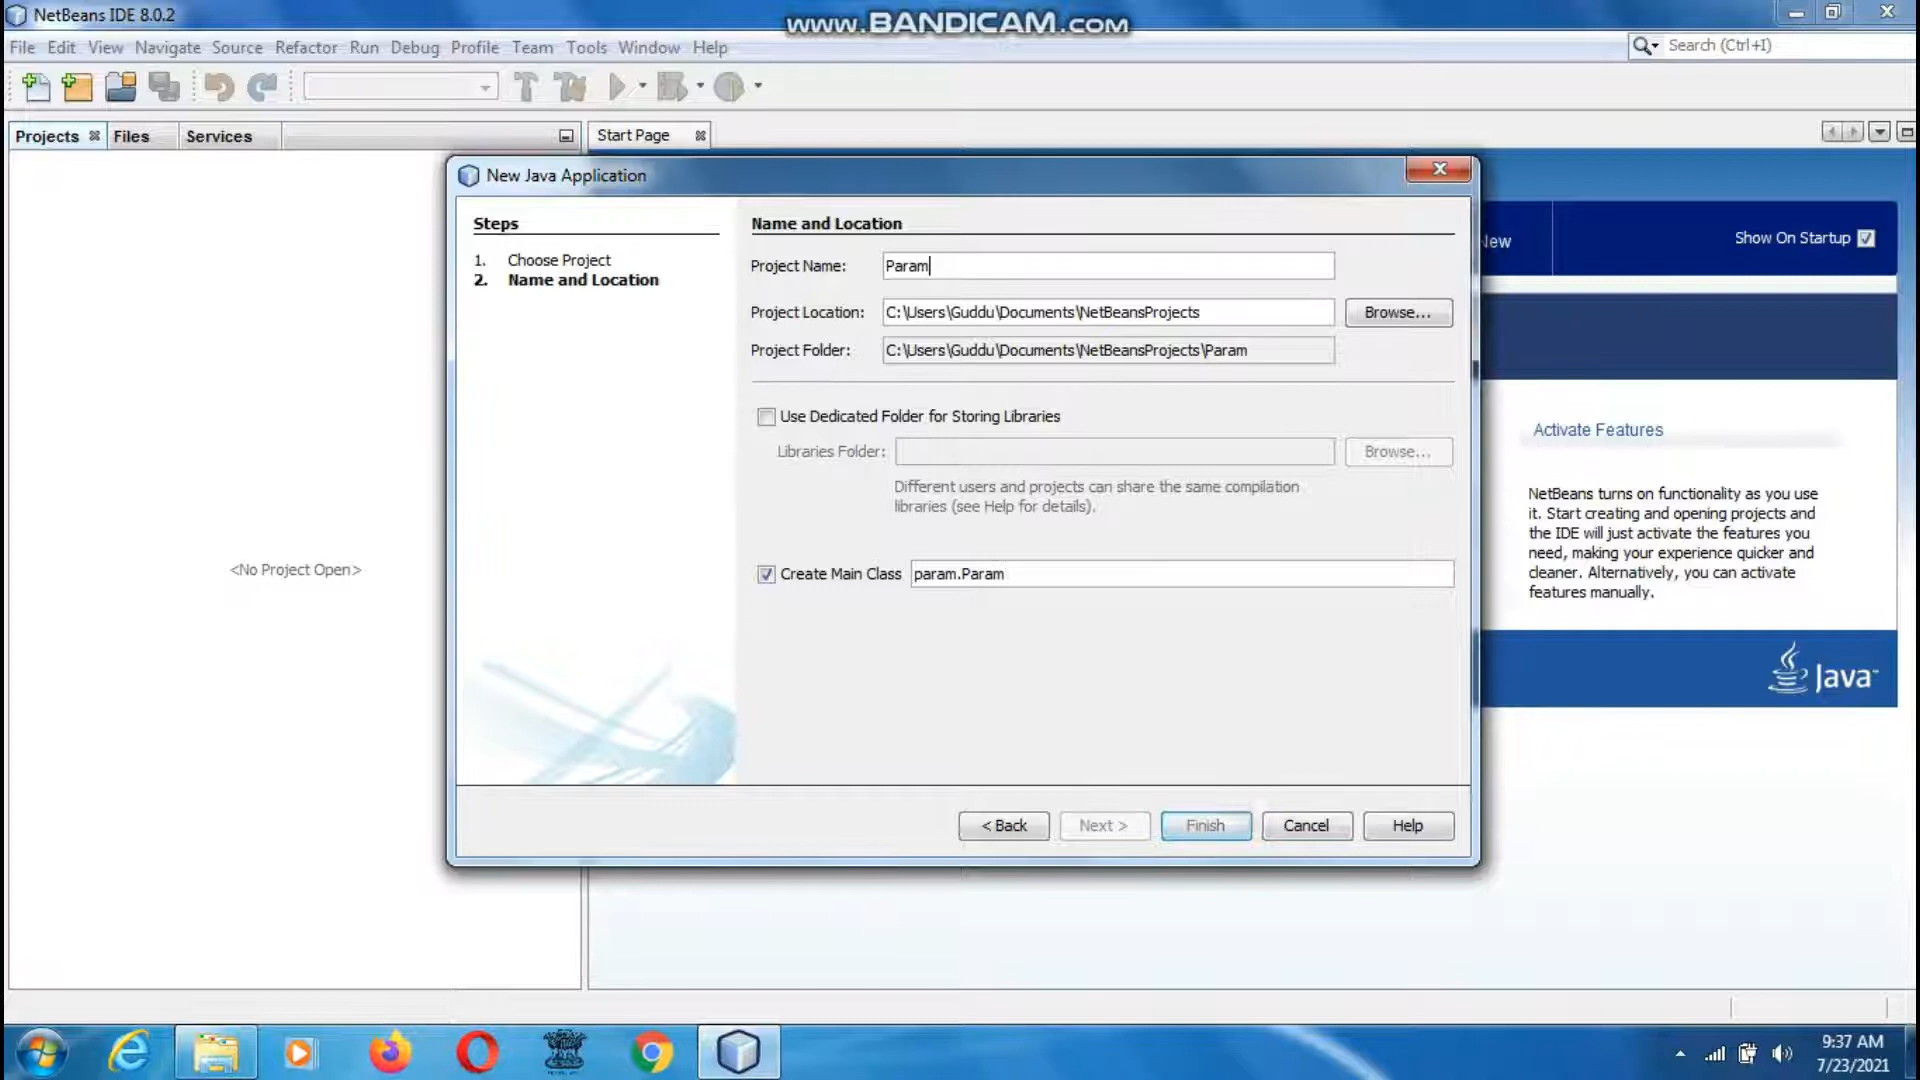 NetBeans IDE 8.0.2
www.BANDICAM.com
File Edit View Navigate Source Refactor Run Debug Profile Team Tools Window Help
Search (Ctrl+I)
Projects Files Services
Start Page
New Java Application
Steps
1. Choose Project
2. Name and Location
Name and Location
Project Name: Param
Project Location: C:\Users\Guddu\Documents\NetBeansProjects Browse...
Project Folder: C:\Users\Guddu\Documents\NetBeansProjects\Param
Use Dedicated Folder for Storing Libraries
Libraries Folder: Browse...
Different users and projects can share the same compilation
libraries (see Help for details).
Create Main Class param.Param
< Back Next > Finish Cancel Help
<No Project Open>
New
Show On Startup
Activate Features
NetBeans turns on functionality as you use
it. Start creating and opening projects and
the IDE will just activate the features you
need, making your experience quicker and
cleaner. Alternatively, you can activate
features manually.
Java
9:37 AM
7/23/2021